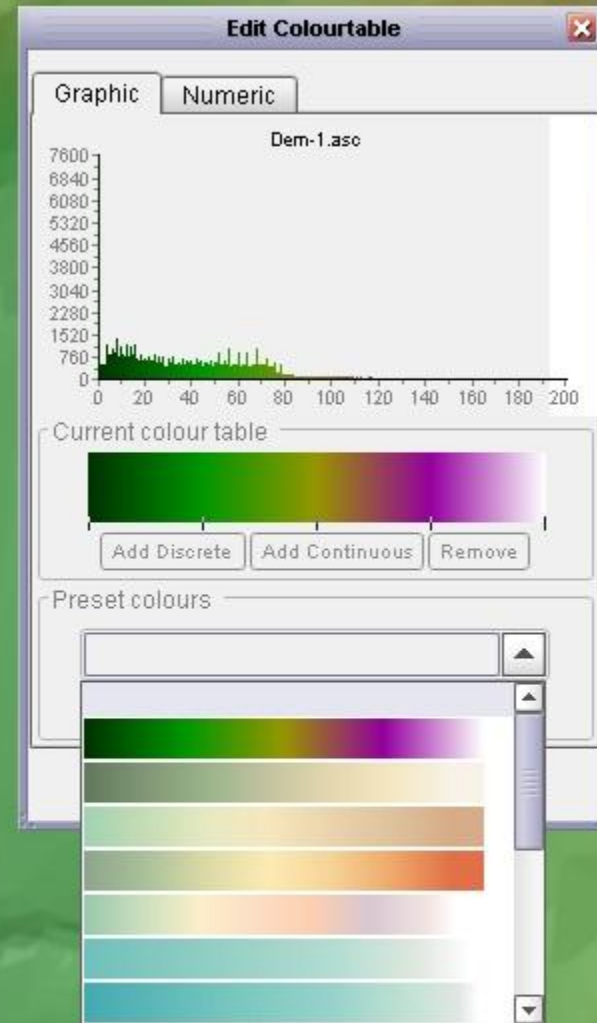 Edit Colourtable
Graphic Numeric
Dem-1.asc
7600
6840
6080
5320
4560
3800
3040
2280
1520
760
0
0 20 40 60 80 100 120 140 160 180 200
Current colour table
Add Discrete Add Continuous Remove
Preset colours